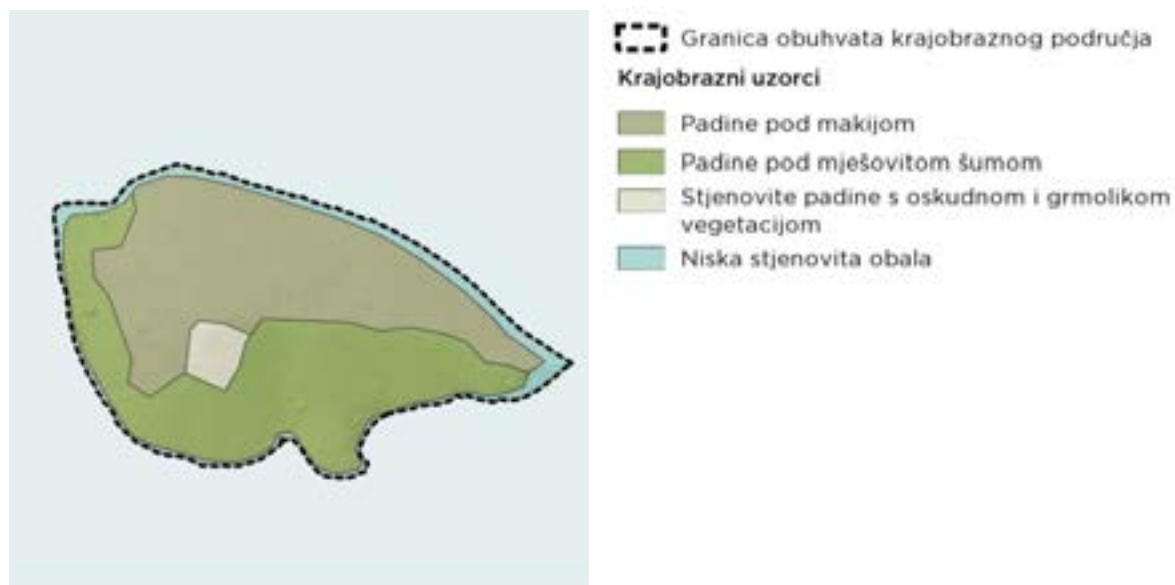 Granica obuhvata krajobraznog područja
Krajobrazni uzorci
Padine pod makijom
Padine pod mješovitom šumom
Stjenovite padine s oskudnom i grmolikom
vegetacijom
Niska stjenovita obala